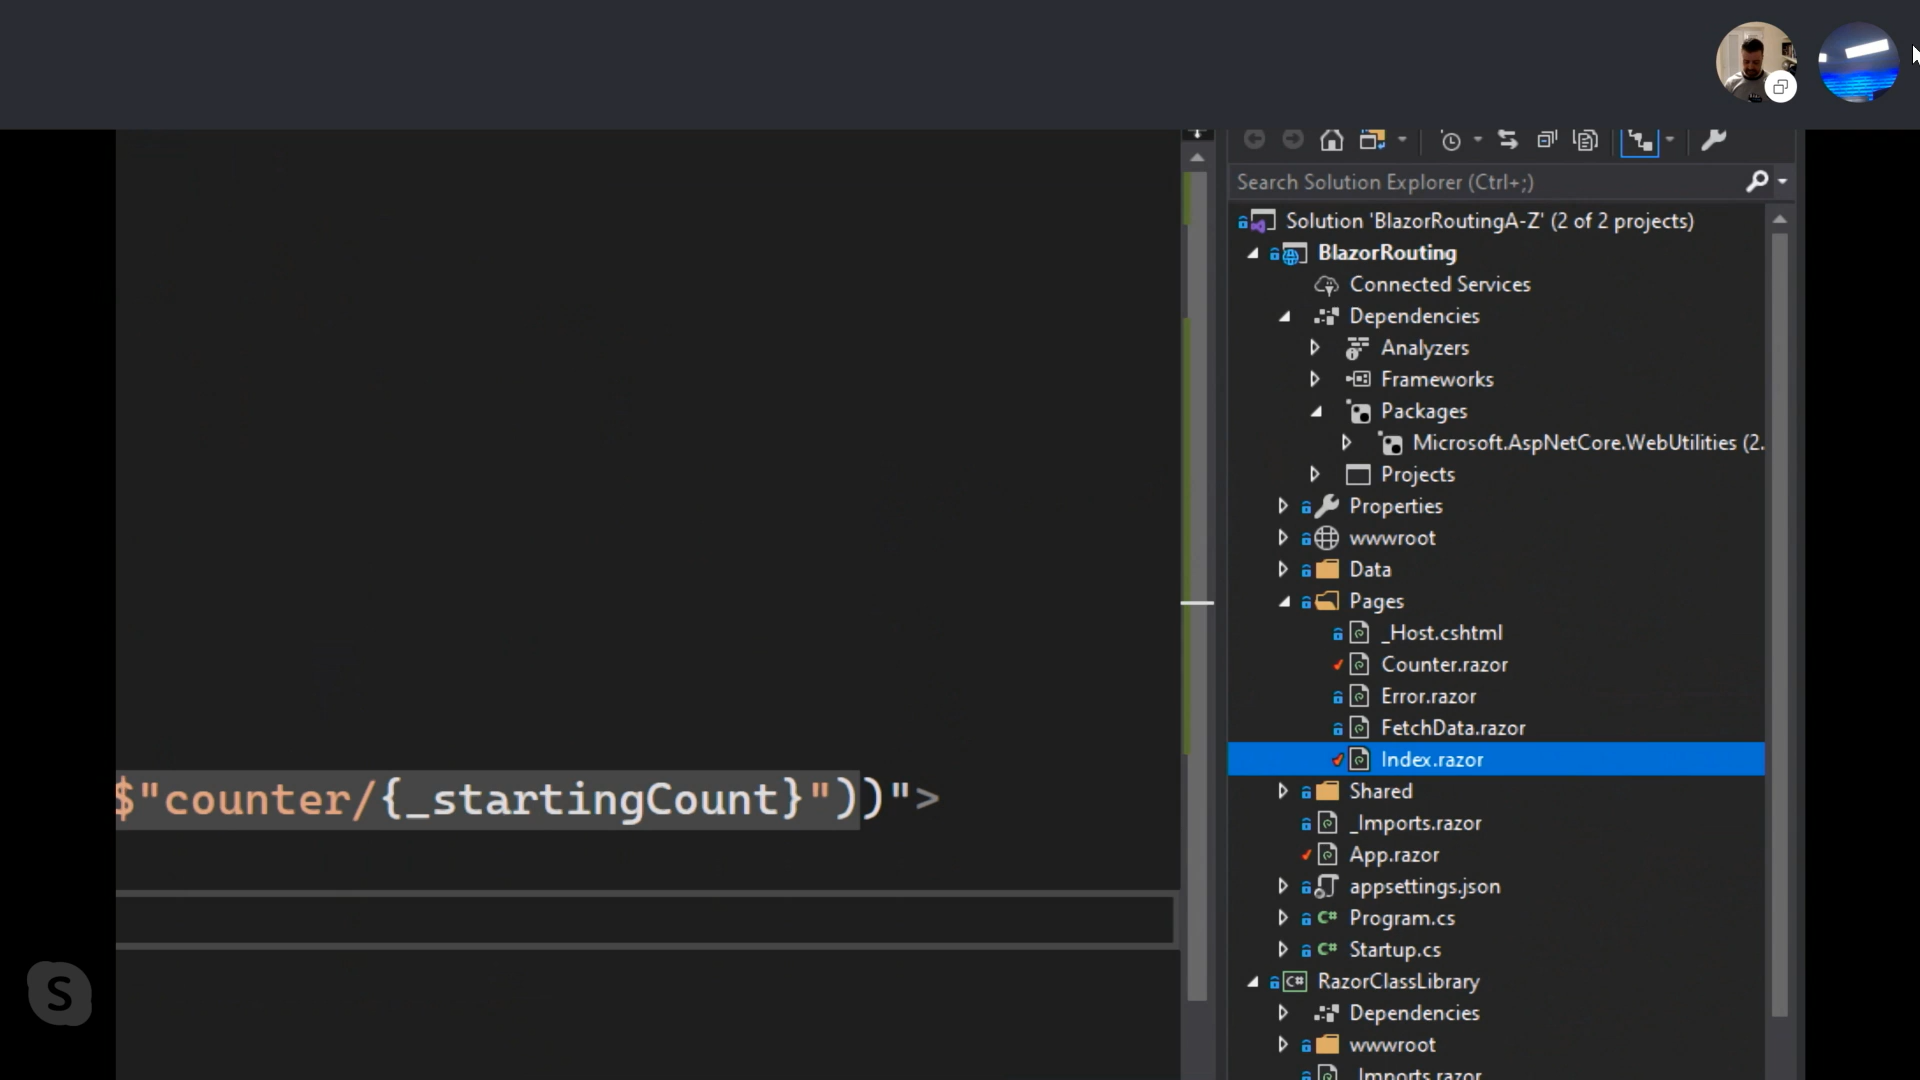 Search Solution Explorer (Ctrl+;)
Solution 'BlazorRoutingA-Z' (2 of 2 projects)
BlazorRouting
Connected Services
Dependencies
Analyzers
Frameworks
Packages
Microsoft.AspNetCore.WebUtilities (2.
Projects
Properties
wwwroot
Data
Pages
_Host.cshtml
Counter.razor
Error.razor
FetchData.razor
Index.razor
$"counter/{_startingCount}"))">
Shared
_Imports.razor
App.razor
appsettings.json
C# Program.cs
C# Startup.cs
C# RazorClassLibrary
Dependencies
wwwroot
_Imports.razor
S